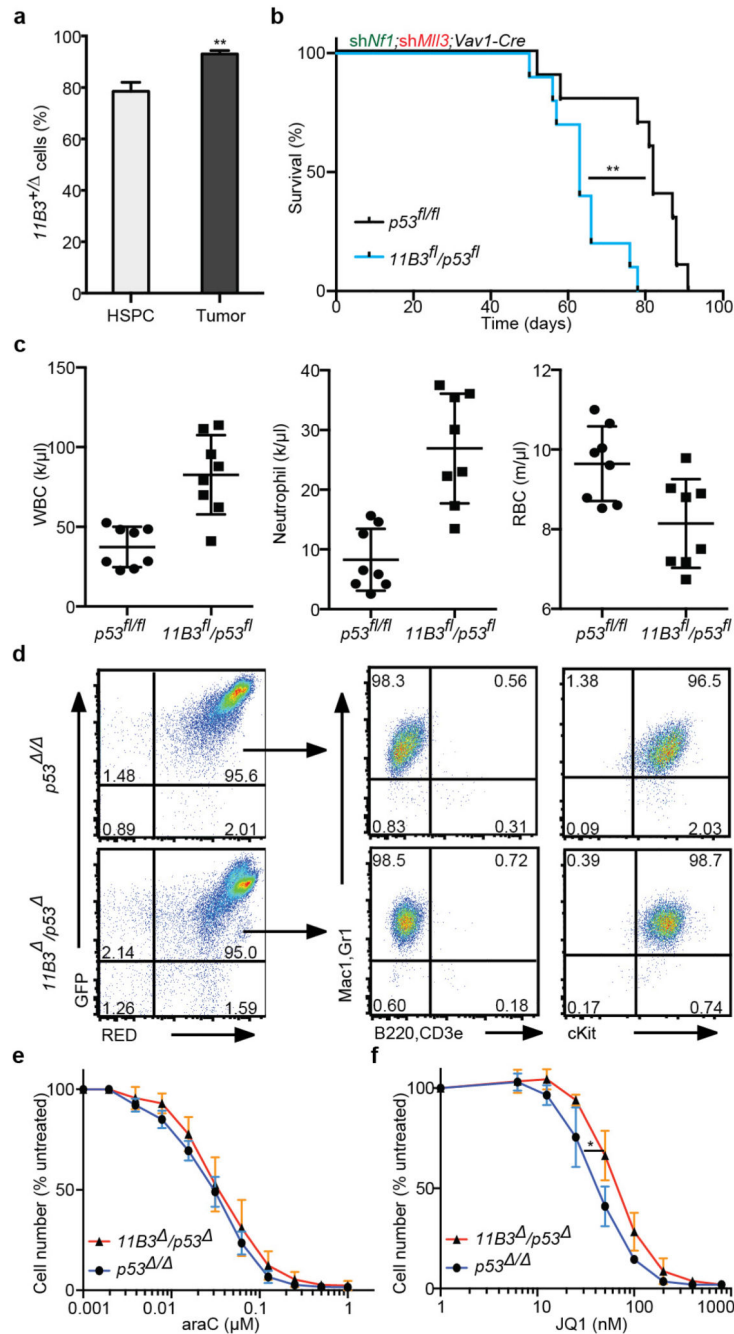 a
11B3+/Δ cells (%)
100
80
60
40
20
0
**
HSPC
Tumor
b
shNf1;shMll3;Vav1-Cre
Survival (%)
100
50
0
**
p53fl/fl
11B3fl/p53fl
0 20 40 60 80 100
Time (days)
c
WBC (k/µl)
150
100
50
0
p53fl/fl 11B3fl/p53fl
Neutrophil (k/µl)
40
30
20
10
0
p53fl/fl 11B3fl/p53fl
RBC (m/µl)
12
10
8
6
p53fl/fl 11B3fl/p53fl
d
p53Δ/Δ
1.48 95.6
0.89 2.01
98.3 0.56
0.83 0.31
1.38 96.5
0.09 2.03
11B3Δ/p53Δ
2.14 95.0
1.26 1.59
98.5 0.72
0.60 0.18
0.39 98.7
0.17 0.74
GFP
RED
Mac1,Gr1
B220,CD3e
cKit
e
Cell number (% untreated)
100
50
0
11B3Δ/p53Δ
p53Δ/Δ
0.001 0.01 0.1 1
araC (µM)
f
Cell number (% untreated)
100
50
0
*
11B3Δ/p53Δ
p53Δ/Δ
1 10 100 1000
JQ1 (nM)